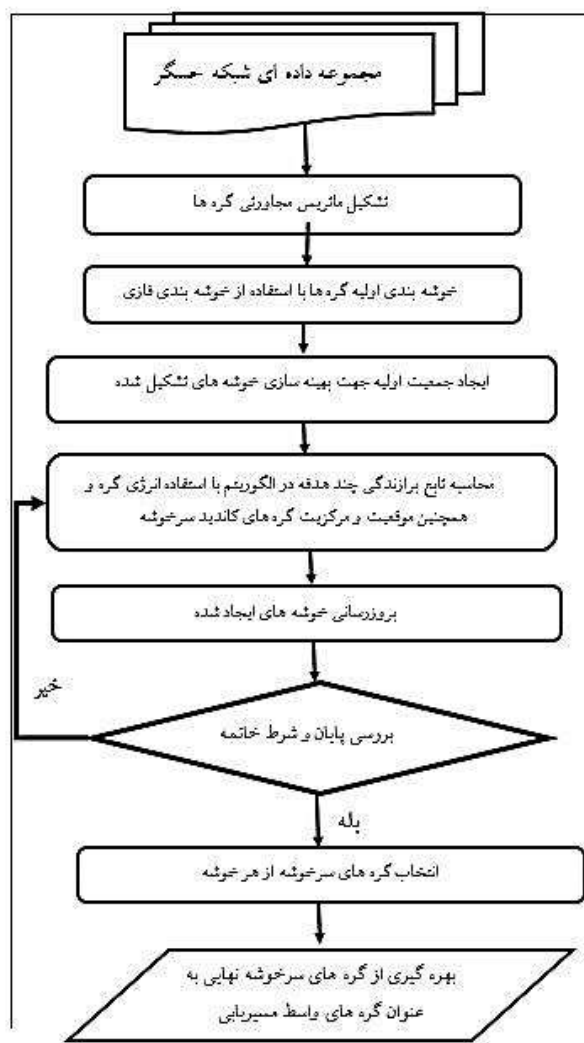 مجموعه داده ای شبکه حسگر
تشکیل ماتریس مجاورتی گره ها
خوشه بندی اولیه گره ها با استفاده از خوشه بندی فازی
ایجاد جمعیت اولیه جهت بهینه سازی خوشه های تشکیل شده
محاسبه تابع برازندگی چند هدفه در الگوریتم با استفاده انرژی گره و
همچنین موقعیت و مرکزیت گره های کاندید سرخوشه
بروزرسانی خوشه های ایجاد شده
خیر
بررسی پایان و شرط خاتمه
بله
انتخاب گره های سرخوشه از هر خوشه
بهره گیری از گره های سرخوشه نهایی به
عنوان گره های واسط مسیریابی